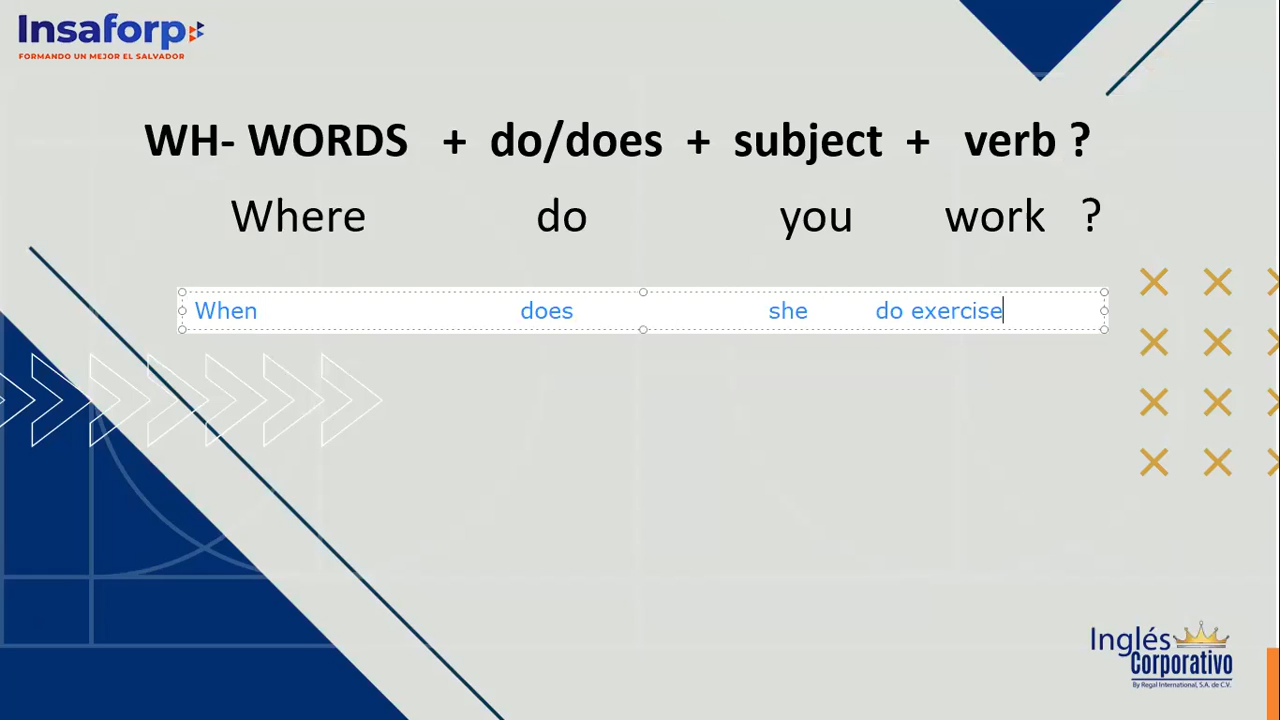 Insaforp
FORMANDO UN MEJOR EL SALVADOR
WH- WORDS + do/does + subject + verb ?
Where do you work ?
When does she do exercise
Inglés
Corporativo
By Regal International, S.A. de C.V.